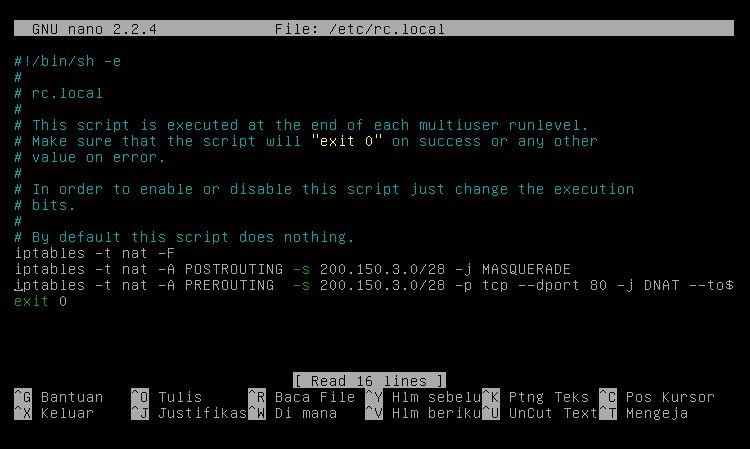 GNU nano 2.2.4 File: /etc/rc.local
#!/bin/sh -e
#
# rc.local
#
# This script is executed at the end of each multiuser runlevel.
# Make sure that the script will "exit 0" on success or any other
# value on error.
#
# In order to enable or disable this script just change the execution
# bits.
#
# By default this script does nothing.
iptables -t nat -F
iptables -t nat -A POSTROUTING -s 200.150.3.0/28 -j MASQUERADE
iptables -t nat -A PREROUTING  -s 200.150.3.0/28 -p tcp --dport 80 -j DNAT --to$
exit 0
[ Read 16 lines ]
^G Bantuan ^O Tulis ^R Baca File ^Y Hlm sebelu ^K Ptng Teks ^C Pos Kursor
^X Keluar ^J Justifikas ^W Di mana ^V Hlm beriku ^U UnCut Text ^T Mengeja